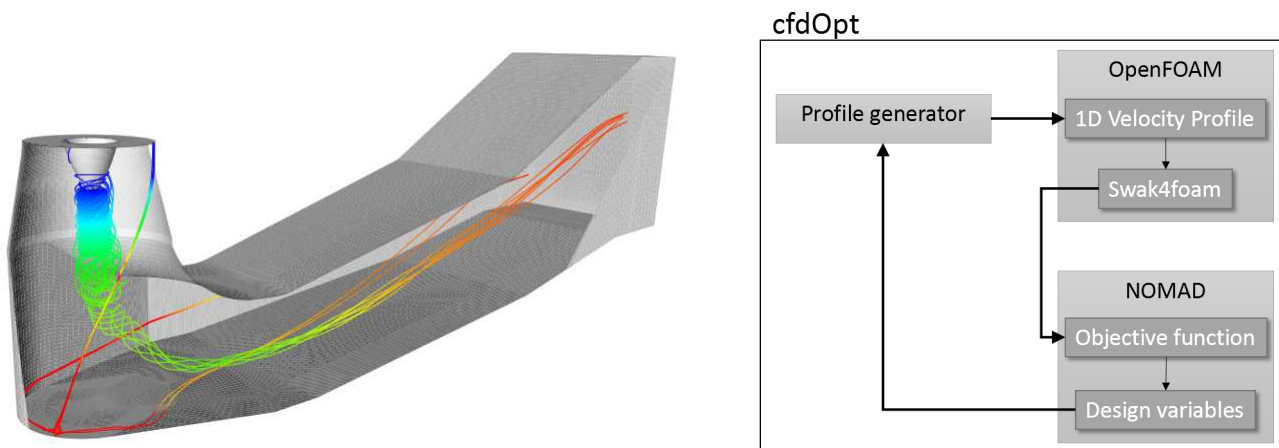 cfdOpt
OpenFOAM
Profile generator
1D Velocity Profile
Swak4foam
NOMAD
Objective function
Design variables